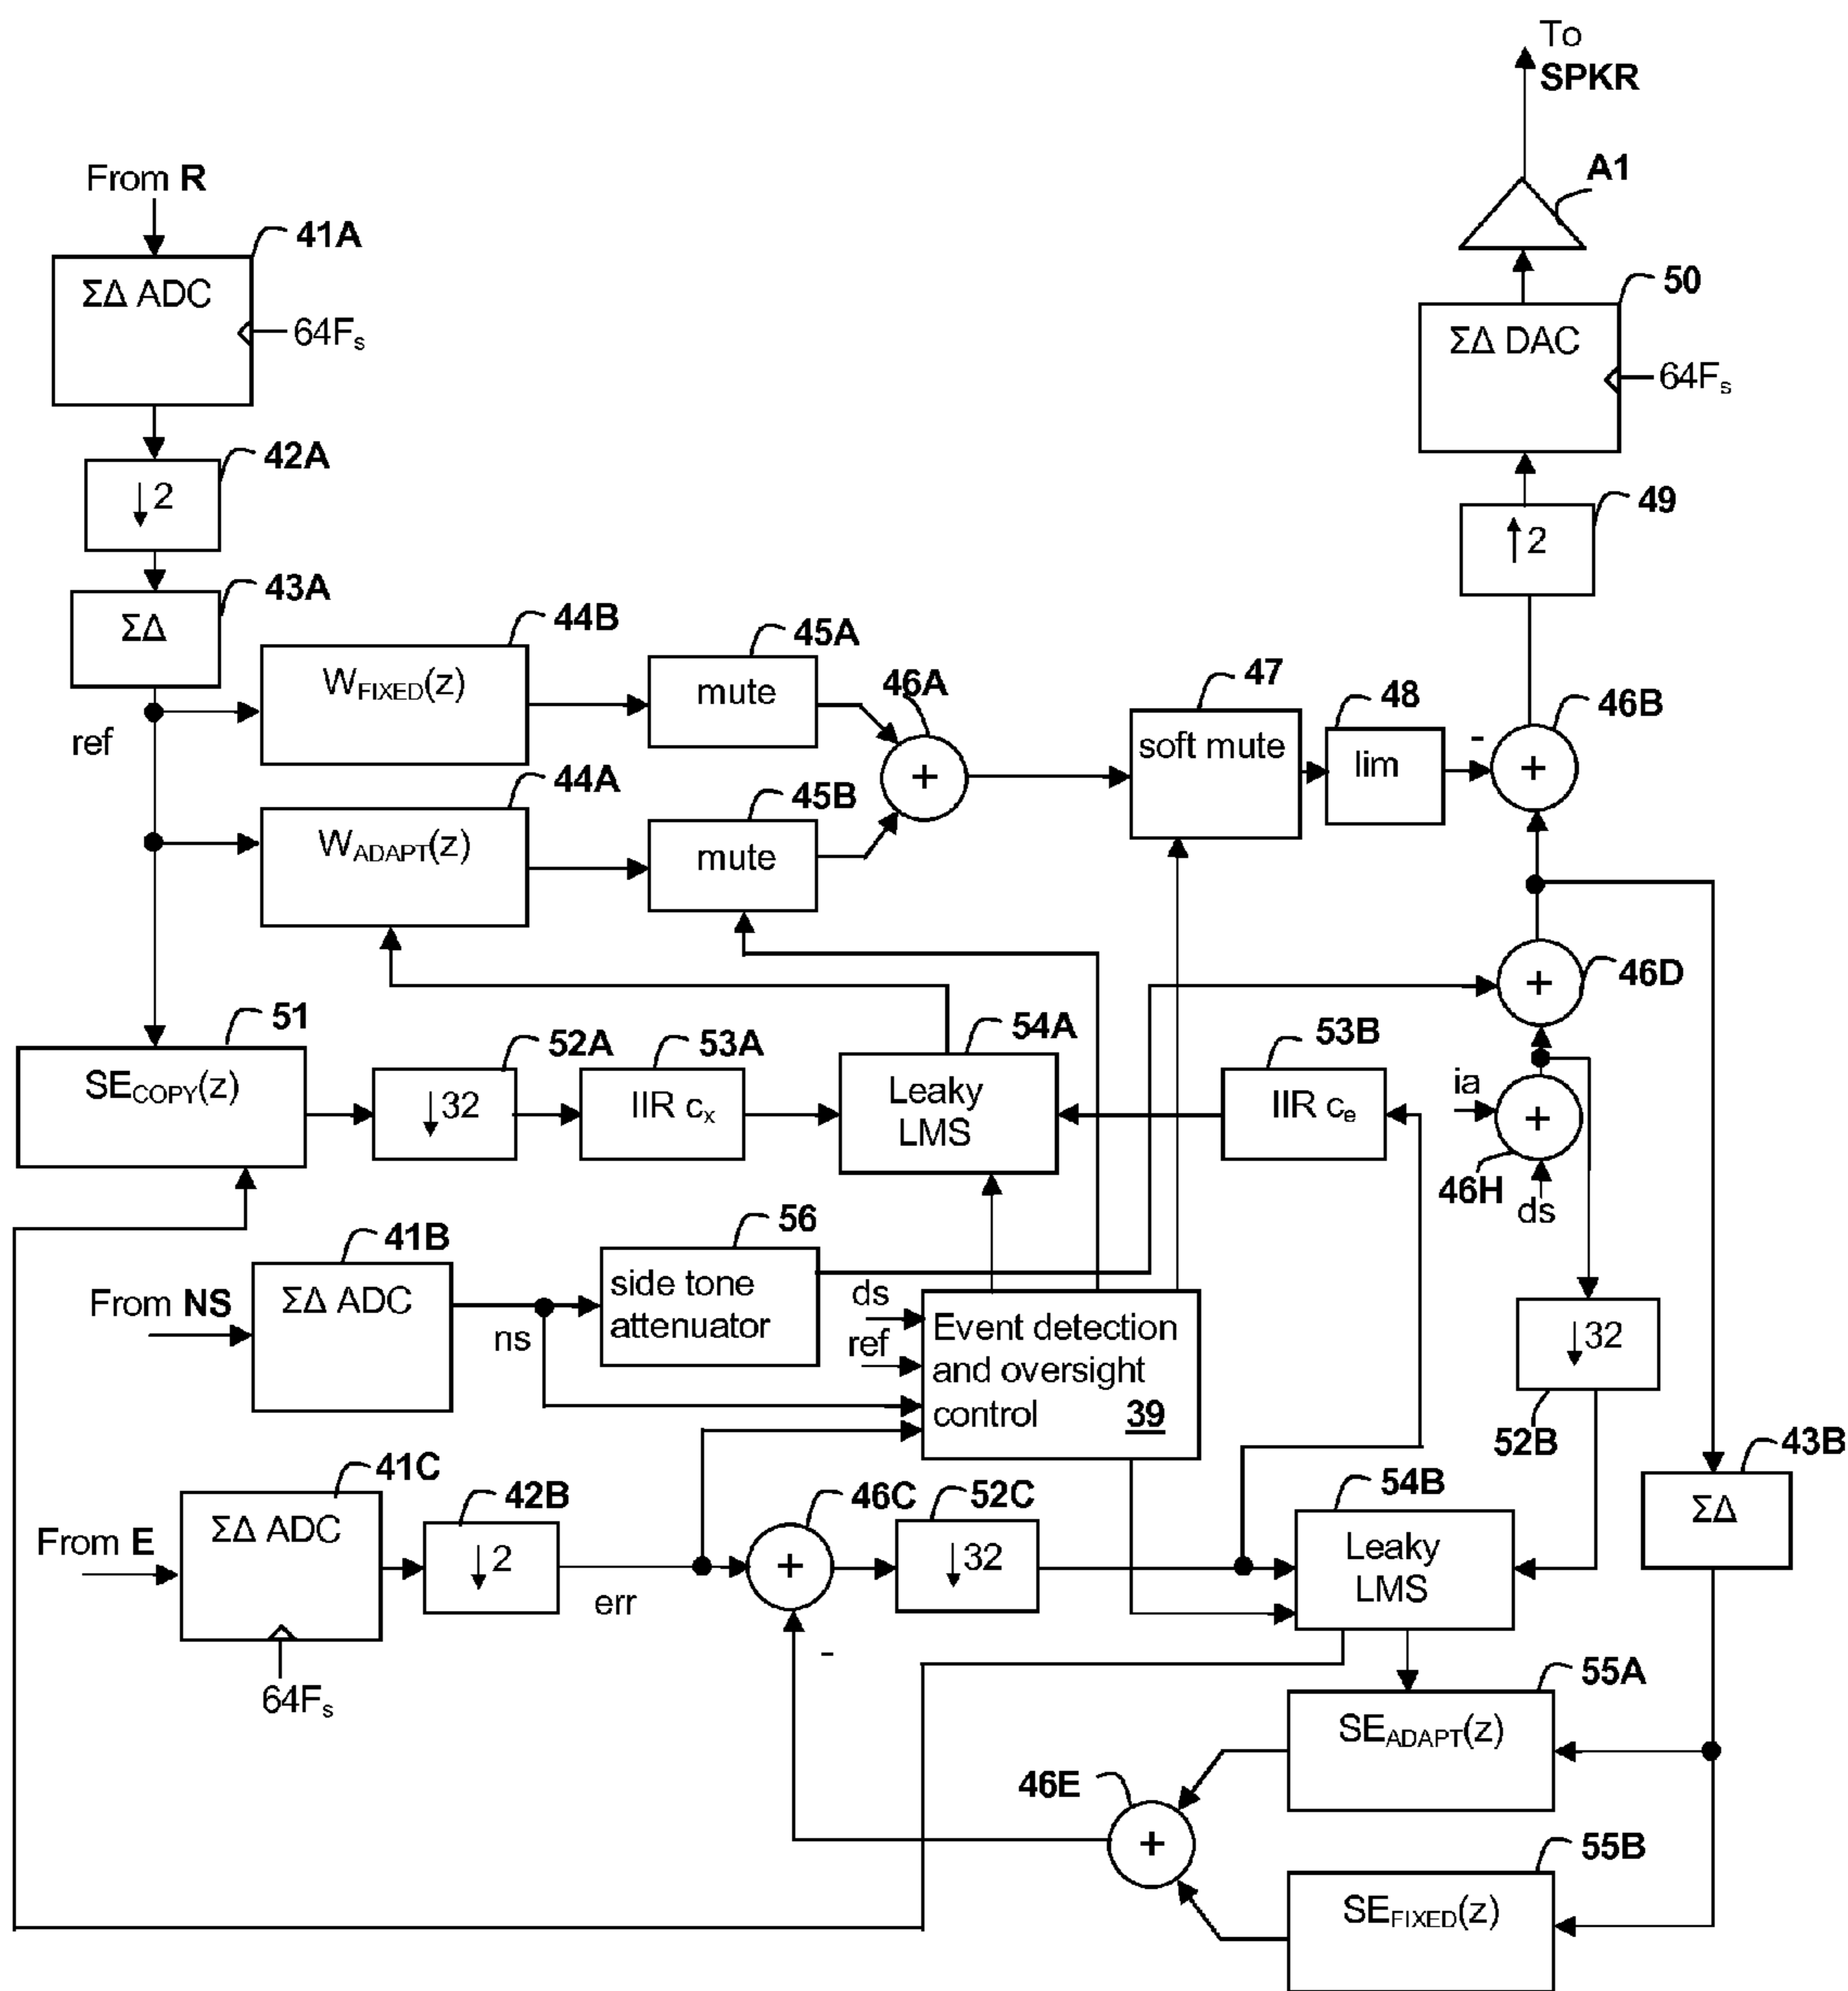 To
SPKR
A1
From R
41A
ΣΔ ADC
64Fs
50
ΣΔ DAC
64Fs
42A
↓2
49
↑2
43A
ΣΔ
ref
44B
WFIXED(z)
45A
mute
46A
+
47
soft mute
48
lim
-
46B
+
44A
WADAPT(z)
45B
mute
46D
+
51
SECOPY(z)
52A
↓32
53A
IIR cx
54A
Leaky
LMS
53B
IIR ce
ia
+
46H
ds
41B
From NS
ΣΔ ADC
ns
56
side tone
attenuator
ds
ref
Event detection
and oversight
control 39
↓32
52B
43B
ΣΔ
41C
From E
ΣΔ ADC
64Fs
42B
↓2
err
46C
+
-
52C
↓32
54B
Leaky
LMS
55A
SEADAPT(z)
46E
+
55B
SEFIXED(z)